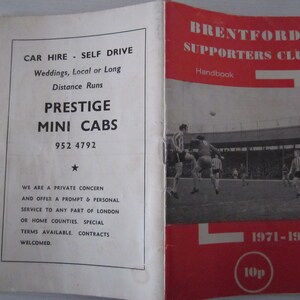 CAR HIRE - SELF DRIVE
Weddings, Local or Long
Distance Runs
PRESTIGE
MINI CABS
952 4792
WE ARE A PRIVATE CONCERN
AND OFFER A PROMPT & PERSONAL
SERVICE TO ANY PART OF LONDON
OR HOME COUNTIES. SPECIAL
TERMS AVAILABLE. CONTRACTS
WELCOMED.
BRENTFORD
SUPPORTERS CLU
Handbook
1971-19
10p